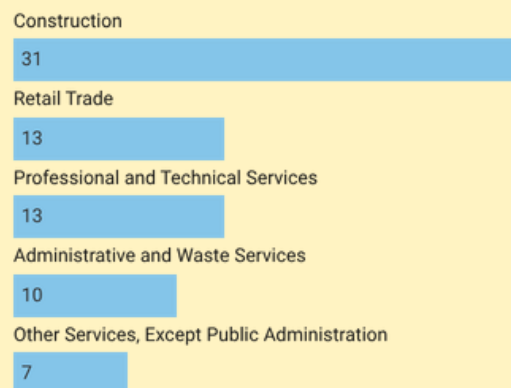 Construction
31
Retail Trade
13
Professional and Technical Services
13
Administrative and Waste Services
10
Other Services, Except Public Administration
7